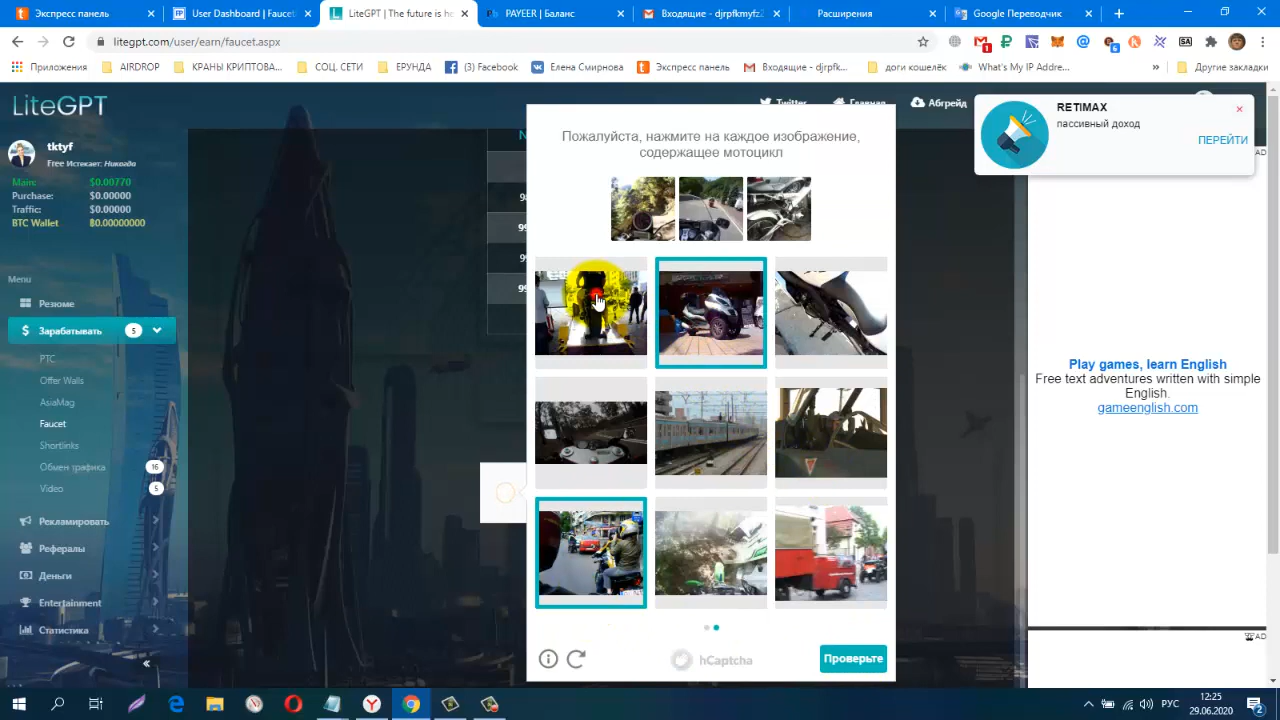 Экспресс панель
User Dashboard | Faucet
LiteGPT | The future is he
PAYEER | Баланс
Входящие - djrpfkmyfz
Расширения
Google Переводчик
litegpt.com/user/earn/faucet.aspx
Приложения
AIRDROP
КРАНЫ КРИПТОВА...
СОЦ. СЕТИ
ЕРУНДА
(3) Facebook
Елена Смирнова
Экспресс панель
Входящие - djrpfk...
доги кошелёк
What's My IP Addre...
»
Другие закладки
LiteGPT
Twitter
Главная
Абгрейд
RETIMAX
пассивный доход
ПЕРЕЙТИ
AD
tktyf
Free Истекает: Никогда
Main: $0.00770
Purchase: $0.00000
Traffic: $0.00000
BTC Wallet ฿0.00000000
Menu
Резюме
Зарабатывать 5
PTC
Offer Walls
AsiaMag
Faucet
Shortlinks
Обмен трафика 16
Video 5
Рекламировать
Рефералы
Деньги
Entertainment
Статистика
Пожалуйста, нажмите на каждое изображение,
содержащее мотоцикл
hCaptcha
Проверьте
Play games, learn English
Free text adventures written with simple
English.
gameenglish.com
AD
РУС
12:25
29.06.2020
2